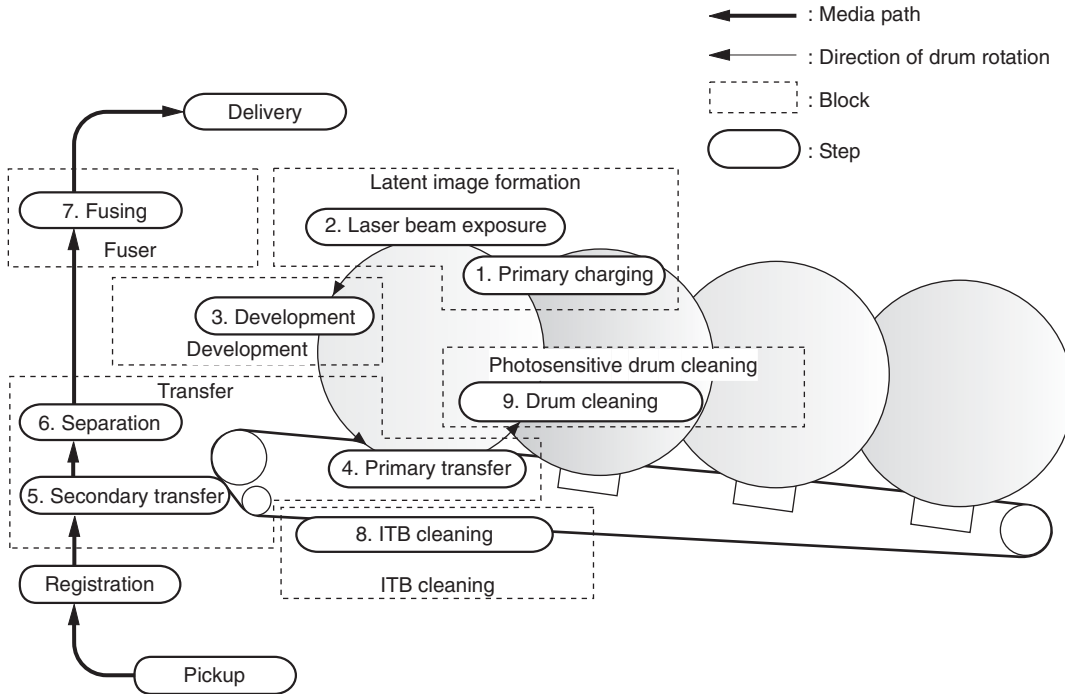 : Media path
: Direction of drum rotation
: Block
: Step
Delivery
Latent image formation
7. Fusing
Fuser
2. Laser beam exposure
1. Primary charging
3. Development
Development
Photosensitive drum cleaning
9. Drum cleaning
Transfer
6. Separation
4. Primary transfer
5. Secondary transfer
8. ITB cleaning
ITB cleaning
Registration
Pickup